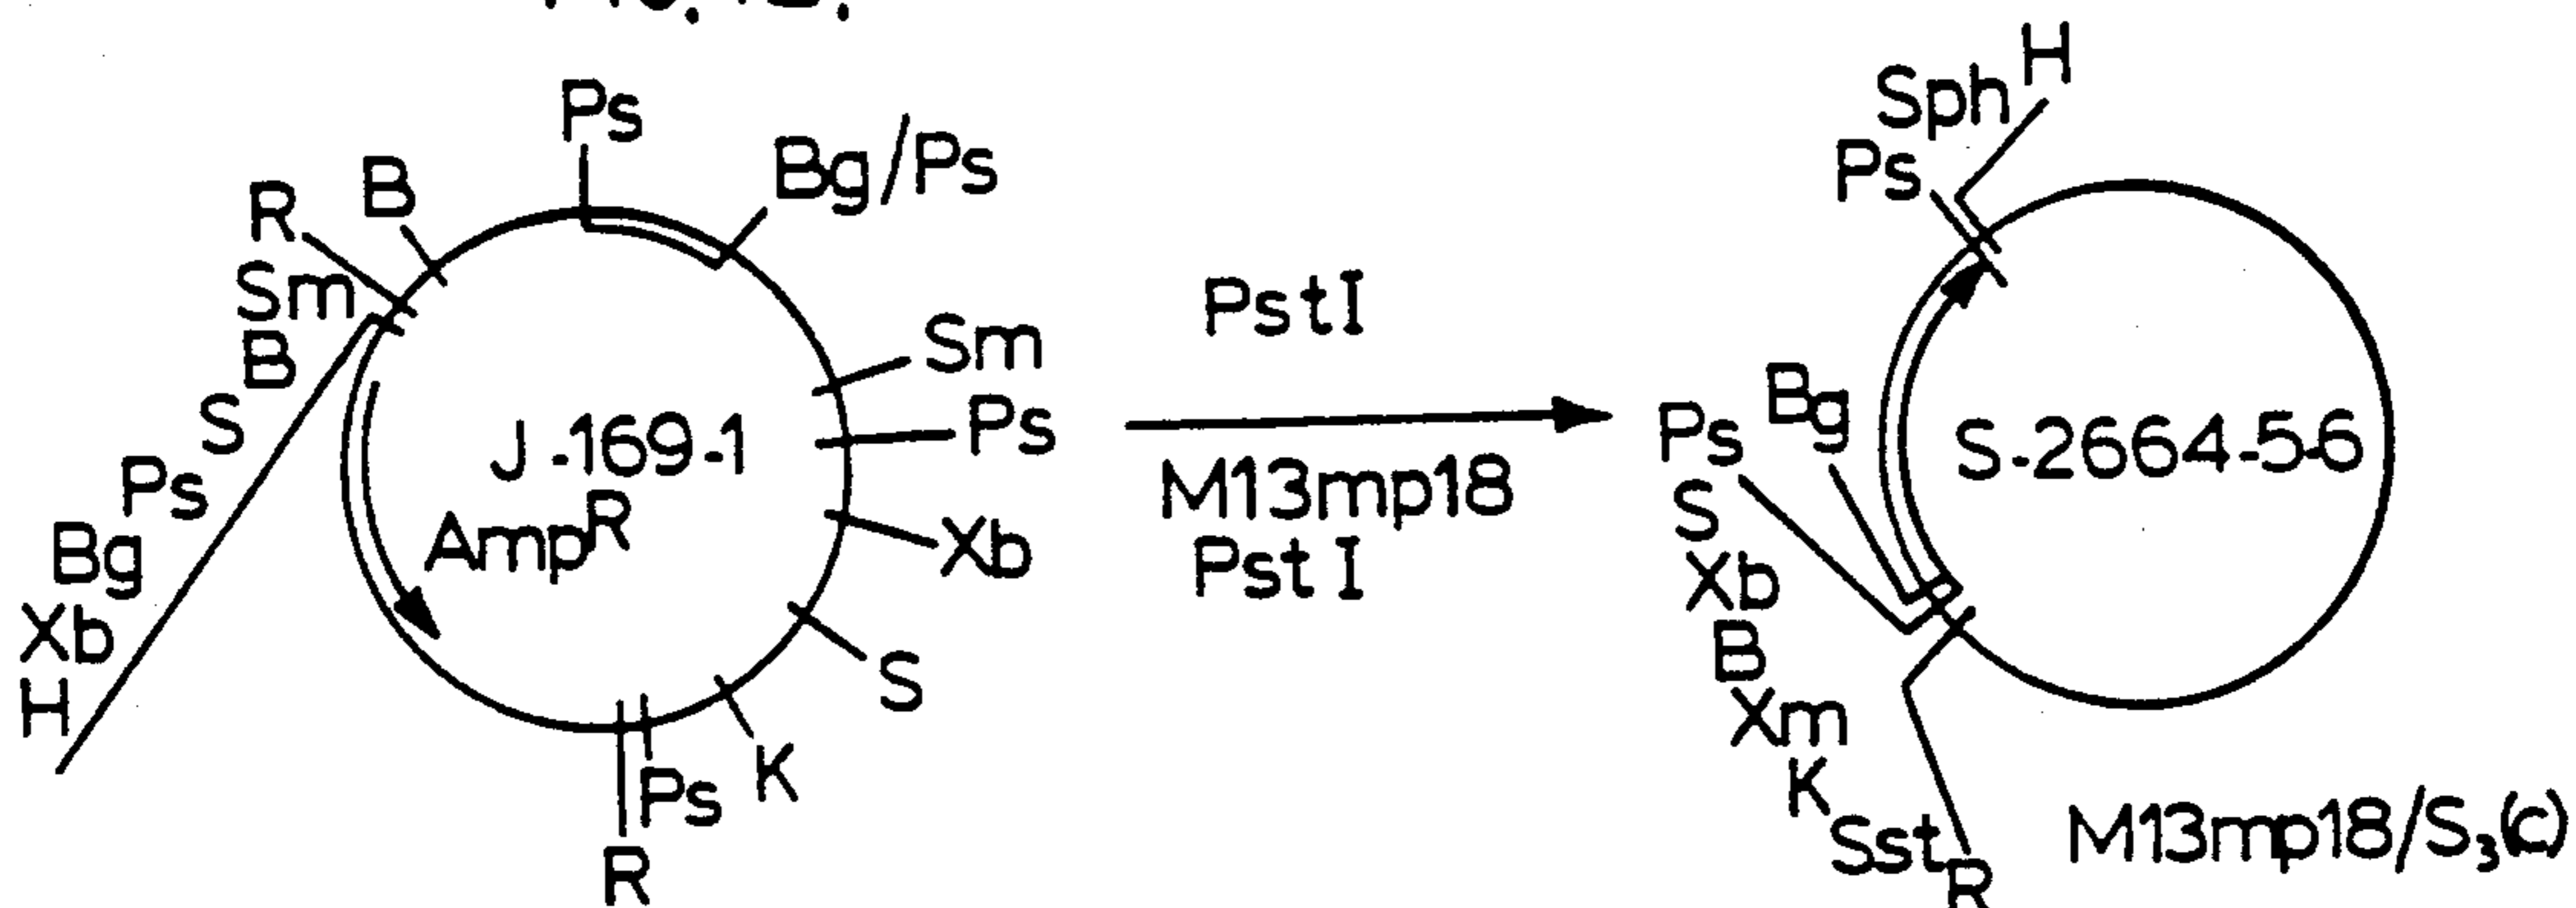 Ps
Bg/Ps
B
R
Sm
B
S
Ps
Bg
Xb
H
J-169-1
AmpR
Sm
Ps
Xb
S
K
Ps
R
PstI
M13mp18
PstI
H
Sph
Ps
Bg
Ps
S
Xb
B
Xm
K
Sst
R
S-2664-5-6
M13mp18/S₃(c)